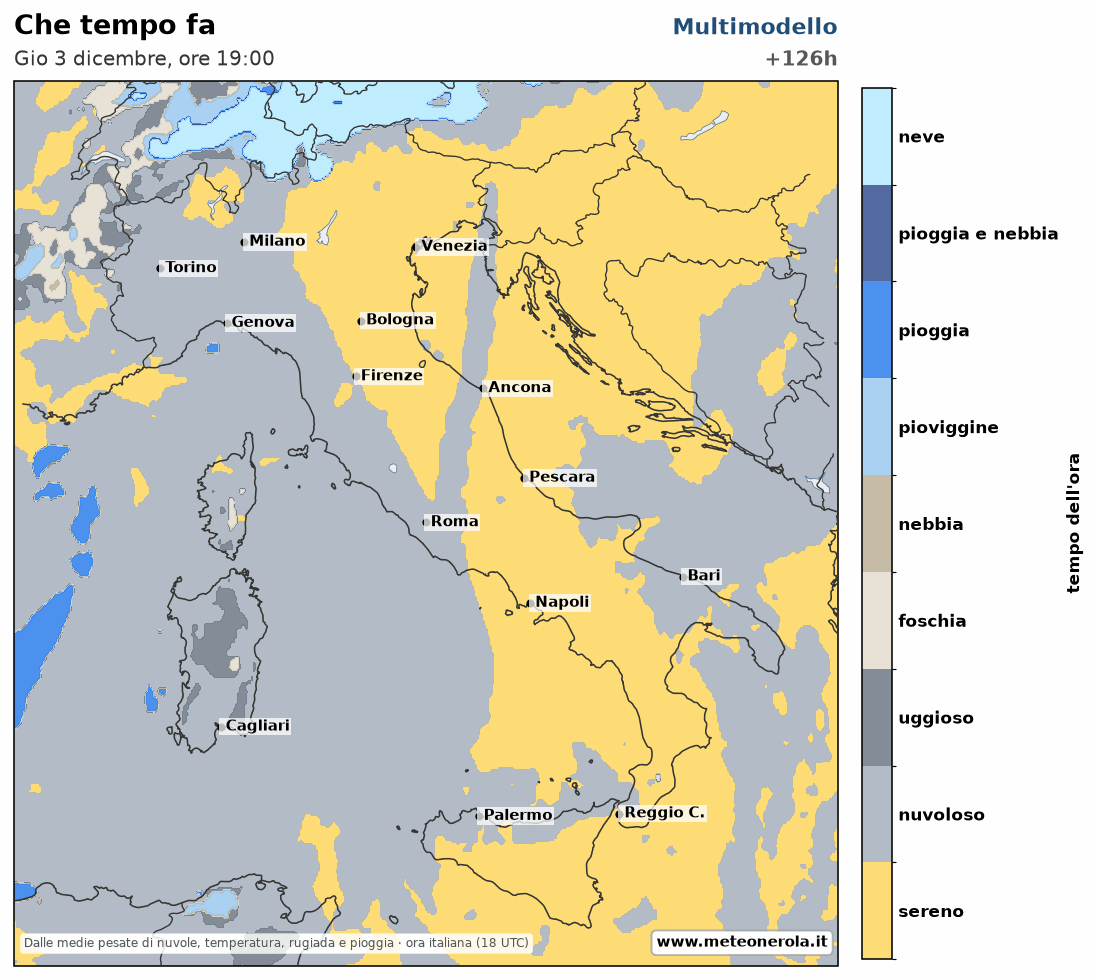 Che tempo fa
Multimodello
Gio 3 dicembre, ore 19:00
+126h
neve
pioggia e nebbia
pioggia
pioviggine
nebbia
foschia
uggioso
nuvoloso
sereno
tempo dell'ora
Milano
Venezia
Torino
Genova
Bologna
Firenze
Ancona
Pescara
Roma
Bari
Napoli
Cagliari
Palermo
Reggio C.
Dalle medie pesate di nuvole, temperatura, rugiada e pioggia · ora italiana (18 UTC)
www.meteonerola.it